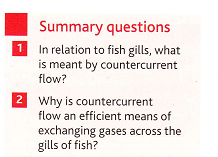 Summary questions
1 In relation to fish gills, what
is meant by countercurrent
flow?
2 Why is countercurrent
flow an efficient means of
exchanging gases across the
gills of fish?